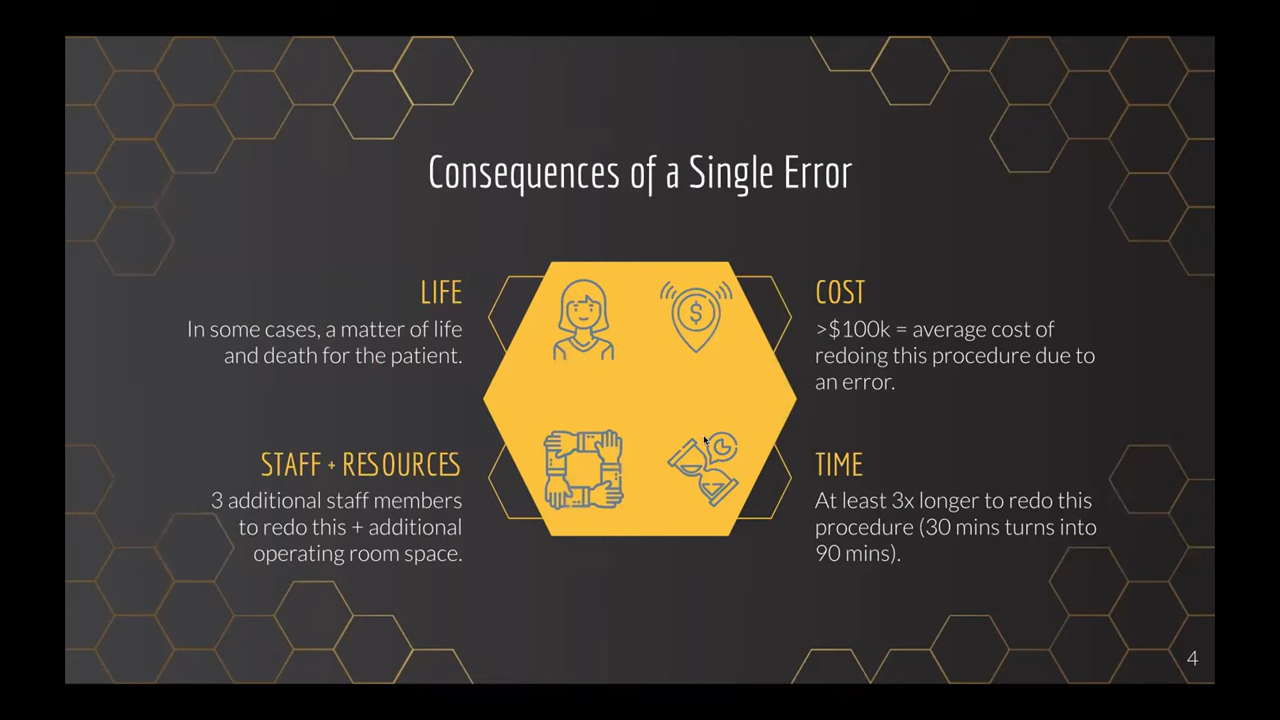 Consequences of a Single Error
LIFE
In some cases, a matter of life
and death for the patient.
COST
>$100k = average cost of
redoing this procedure due to
an error.
STAFF + RESOURCES
3 additional staff members
to redo this + additional
operating room space.
TIME
At least 3x longer to redo this
procedure (30 mins turns into
90 mins).
$
4